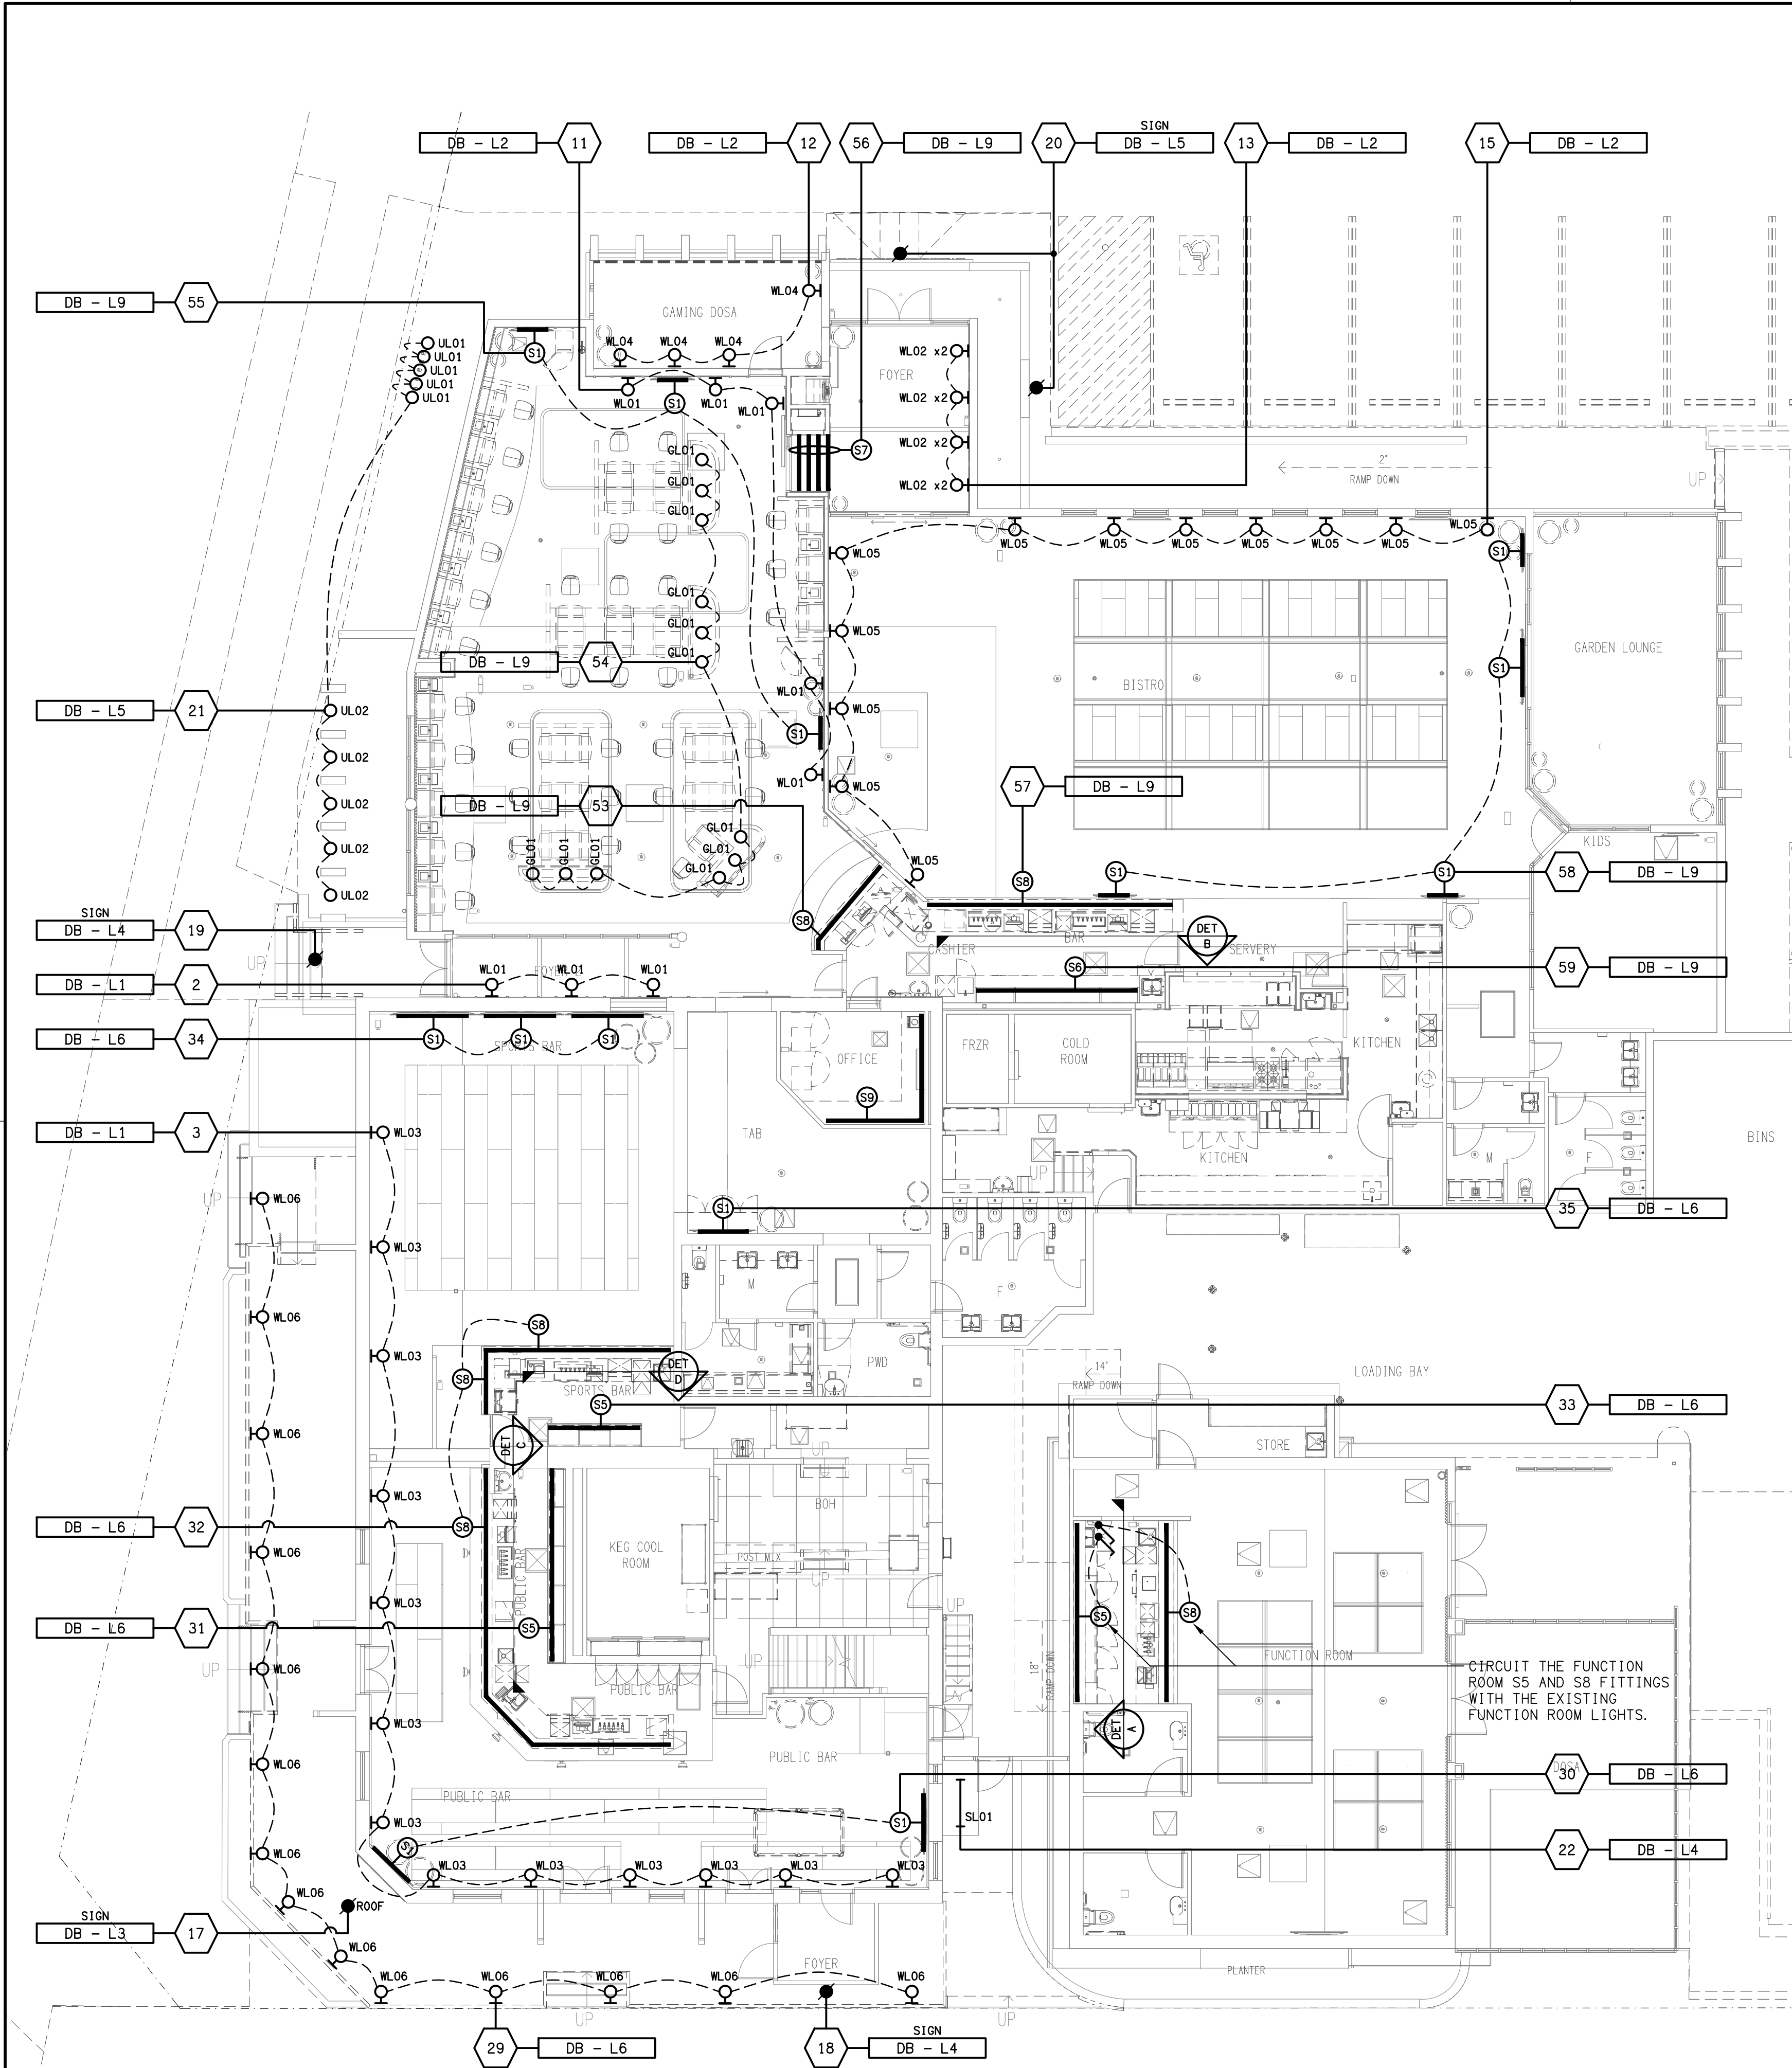 SIGN
DB - L2
11
DB - L2
12
56
DB - L9
20
DB - L5
13
DB - L2
15
DB - L2
DB - L9
55
WL04
GAMING DOSA
UL01
UL01
UL01
UL01
UL01
S1
WL04
WL04
WL04
WL02 x2
FOYER
WL01
S1
WL01
WL01
WL02 x2
WL02 x2
S7
GL01
GL01
GL01
WL02 x2
2°
RAMP DOWN
UP
WL05
WL05
WL05
WL05
WL05
WL05
WL05
WL05
S1
GL01
GL01
GL01
WL05
DB - L9
54
GARDEN LOUNGE
S1
BISTRO
WL01
DB - L5
21
UL02
WL05
S1
UL02
WL01
WL05
57
DB - L9
UL02
DB - L9
53
GL01
GL01
GL01
KIDS
UL02
GL01
GL01
GL01
WL05
S8
S1
S1
58
DB - L9
UL02
SIGN
DB - L4
19
S8
DET
B
CASHIER
BAR
SERVERY
UP
FOYER
WL01
WL01
WL01
S6
59
DB - L9
DB - L1
2
DB - L6
34
S1
S1
S1
SPORTS BAR
OFFICE
FRZR
COLD
ROOM
KITCHEN
S9
DB - L1
3
WL03
TAB
KITCHEN
M
F
BINS
UP
UP
WL06
S1
35
DB - L6
WL03
M
F
WL06
S8
WL03
DET
D
PWD
14°
RAMP DOWN
LOADING BAY
S8
SPORTS BAR
S5
33
DB - L6
WL06
DET
C
UP
STORE
WL03
BOH
DB - L6
32
S8
WL06
KEG COOL
ROOM
POST MIX
PUBLIC BAR
UP
WL03
UP
DB - L6
31
S5
S5
S8
UP
UP
WL06
18°
RAMP DOWN
FUNCTION ROOM
CIRCUIT THE FUNCTION
ROOM S5 AND S8 FITTINGS
WITH THE EXISTING
FUNCTION ROOM LIGHTS.
PUBLIC BAR
WL03
DET
A
PUBLIC BAR
WL06
DOSA
30
DB - L6
PUBLIC BAR
WL03
S1
SL01
S1
WL06
22
DB - L4
WL03
WL03
WL03
WL03
WL03
WL03
WL06
ROOF
SIGN
DB - L3
17
WL06
FOYER
PLANTER
WL06
WL06
WL06
WL06
WL06
UP
UP
29
DB - L6
18
SIGN
DB - L4